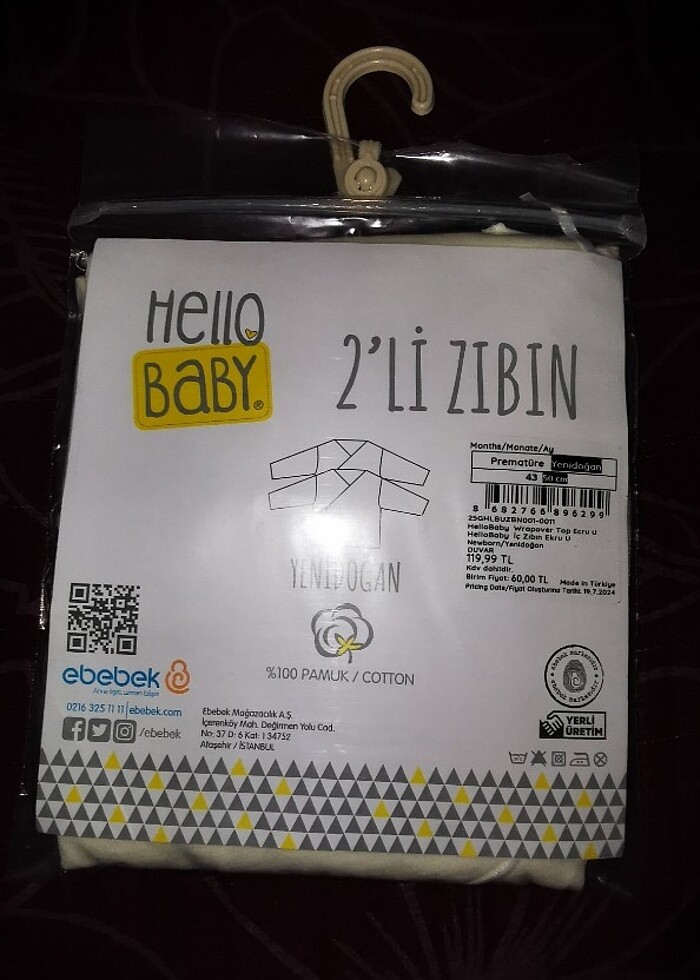 Hello
BABY®
2'Lİ ZIBIN
Months/Monate/Ay
Prematüre Yenidoğan
43 50 cm
8 682766 896299
25GHLBUZBN001-0011
HelloBaby Wrapover Top Ecru U
HelloBaby İç Zıbın Ekru U
Newborn/Yenidoğan
DUVAR
119,99 TL
Kdv dahildir.
Birim Fiyat: 60,00 TL Made in Türkiye
Pricing Date/Fiyat Oluşturma Tarihi: 19.7.2024
YENİDOĞAN
%100 PAMUK / COTTON
ebebek
0216 325 11 11 | ebebek.com
/ebebek
Ebebek Mağazacılık A.Ş.
İçerenköy Mah. Değirmen Yolu Cad.
No: 37 D: 6 Kat: 1 34752
Ataşehir / İSTANBUL
ebebek markasıdır
ebebek markasıdır
YERLİ
ÜRETİM